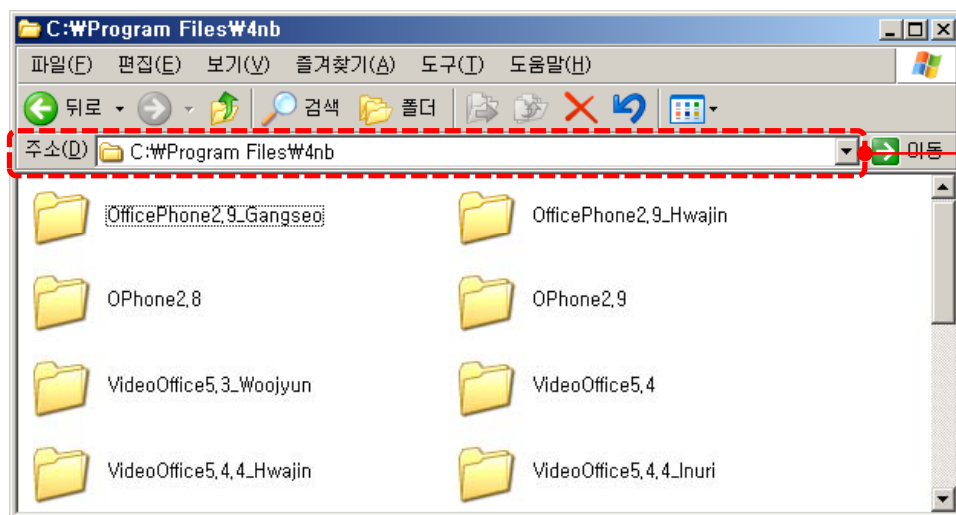 C:₩Program Files₩4nb
파일(F) 편집(E) 보기(V) 즐겨찾기(A) 도구(T) 도움말(H)
뒤로 검색 폴더
주소(D) C:₩Program Files₩4nb 이동
OfficePhone2,9_Gangseo OfficePhone2,9_Hwajin
OPhone2,8 OPhone2,9
VideoOffice5,3_Woojyun VideoOffice5,4
VideoOffice5,4,4_Hwajin VideoOffice5,4,4_Inuri